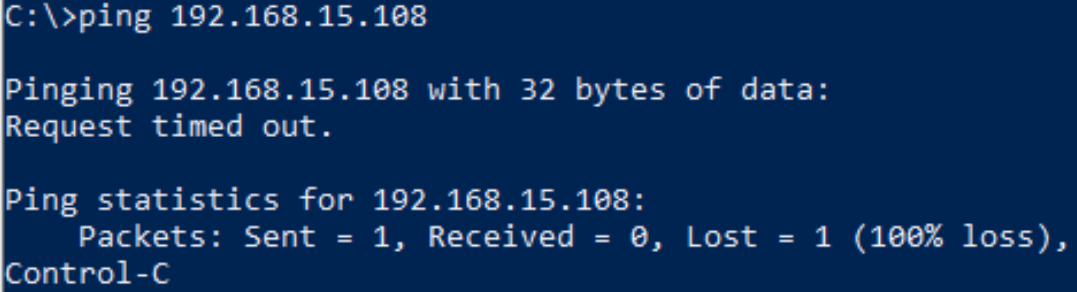 C:\>ping 192.168.15.108
Pinging 192.168.15.108 with 32 bytes of data:
Request timed out.
Ping statistics for 192.168.15.108:
    Packets: Sent = 1, Received = 0, Lost = 1 (100% loss),
Control-C